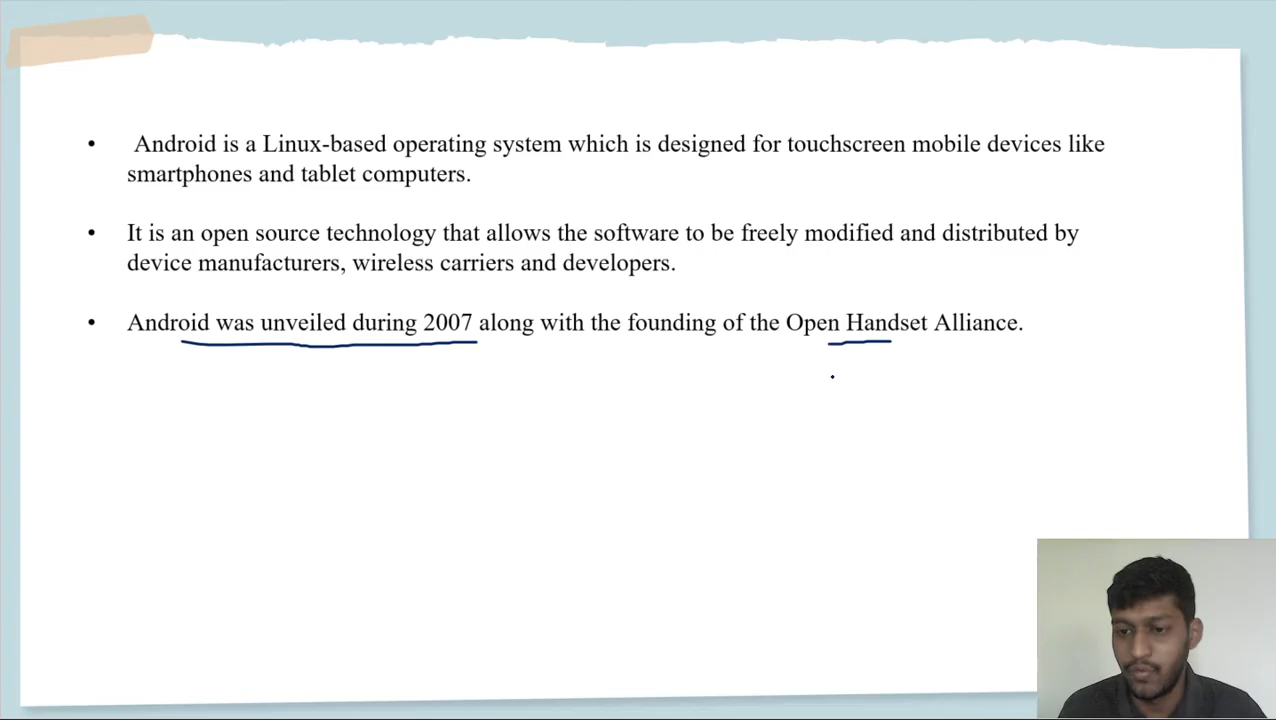 • Android is a Linux-based operating system which is designed for touchscreen mobile devices like
smartphones and tablet computers.
• It is an open source technology that allows the software to be freely modified and distributed by
device manufacturers, wireless carriers and developers.
• Android was unveiled during 2007 along with the founding of the Open Handset Alliance.